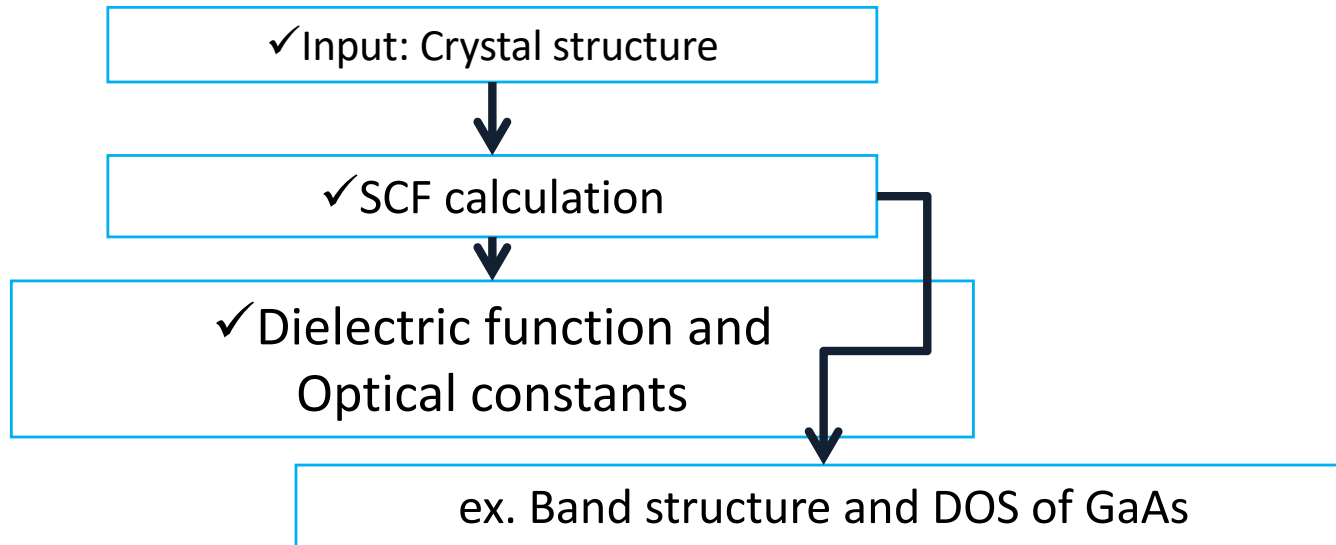 ✓Input: Crystal structure
✓SCF calculation
✓Dielectric function and
Optical constants
ex. Band structure and DOS of GaAs